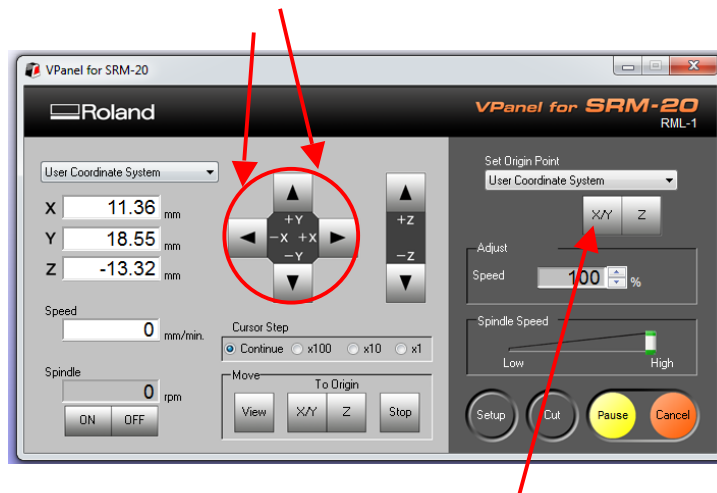 VPanel for SRM-20
Roland
VPanel for SRM-20
RML-1
User Coordinate System
X 11.36 mm
Y 18.55 mm
Z -13.32 mm
+Y
-X +X
-Y
+Z
-Z
Speed
0 mm/min.
Spindle
0 rpm
ON OFF
Cursor Step
Continue x100 x10 x1
Move
To Origin
View X/Y Z Stop
Set Origin Point
User Coordinate System
X/Y Z
Adjust
Speed 100 %
Spindle Speed
Low High
Setup Cut Pause Cancel